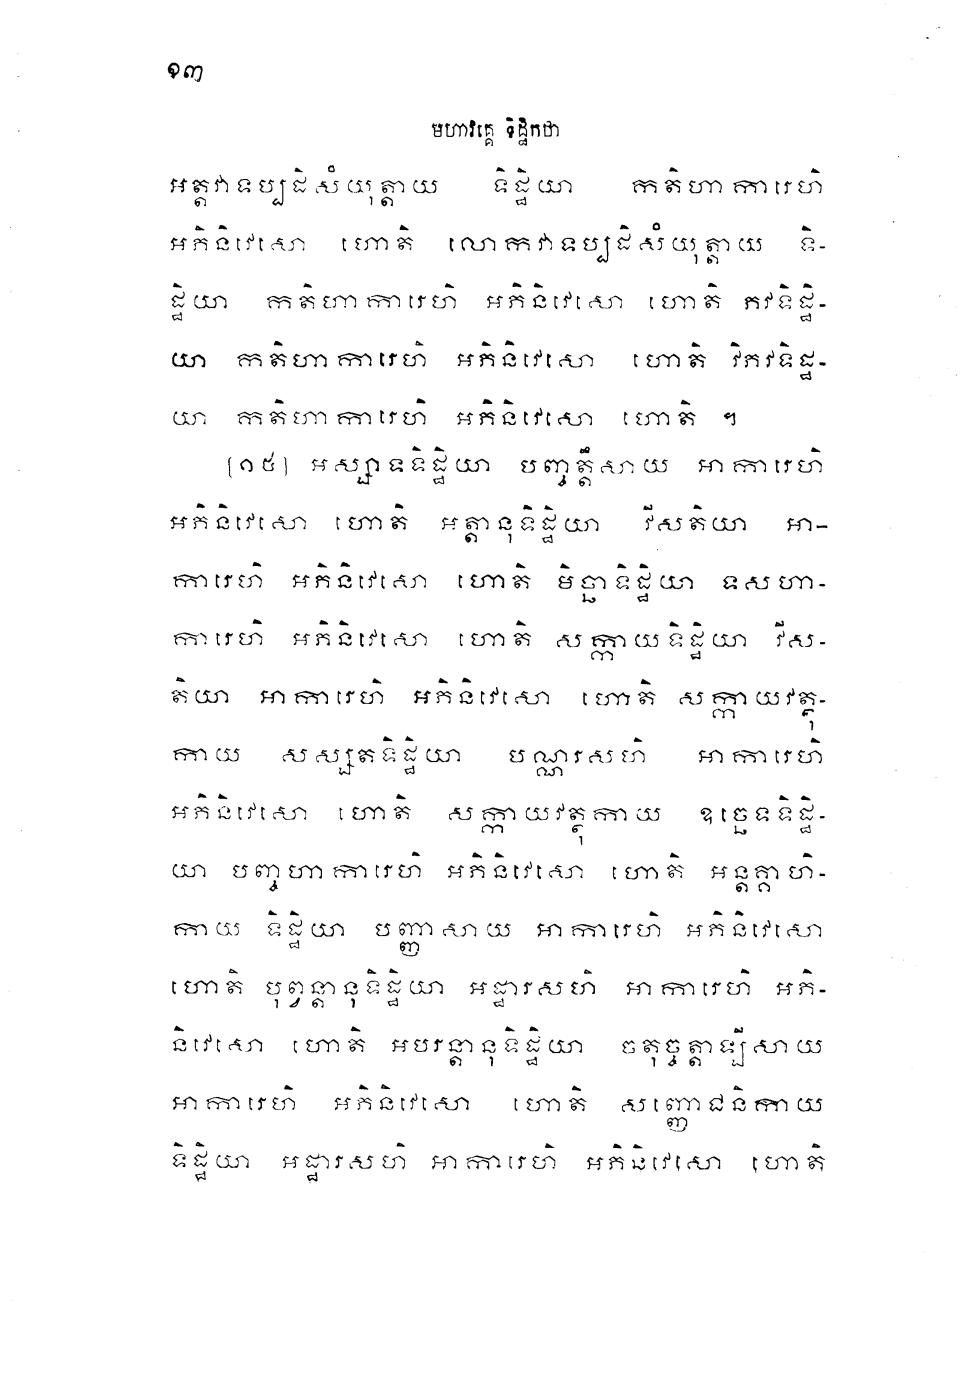 ១៣
មហាវគ្គេ ទិដ្ឋិកថា
អត្តវាទប្បដិសំយុត្តាយ ទិដ្ឋិយា កតិហាការេហិ
អភិនិវេសោ ហោតិ លោកវាទប្បដិសំយុត្តាយ ទិ-
ដ្ឋិយា កតិហាការេហិ អភិនិវេសោ ហោតិ ភវទិដ្ឋិ-
យា កតិហាការេហិ អភិនិវេសោ ហោតិ វិភវទិដ្ឋ-
យា កតិហាការេហិ អភិនិវេសោ ហោតិ ។
[១៥] អស្សាទទិដ្ឋិយា បញ្ចត្តឹសាយ អាការេហិ
អភិនិវេសោ ហោតិ អត្តានុទិដ្ឋិយា វីសតិយា អា-
ការេហិ អភិនិវេសោ ហោតិ មិច្ឆាទិដ្ឋិយា ទសហា-
ការេហិ អភិនិវេសោ ហោតិ សក្កាយទិដ្ឋិយា វីស-
តិយា អាការេហិ អភិនិវេសោ ហោតិ សក្កាយវត្ថុ-
កាយ សស្សតទិដ្ឋិយា បណ្ណរសហិ អាការេហិ
អភិនិវេសោ ហោតិ សក្កាយវត្ថុកាយ ឧច្ឆេទទិដ្ឋិ-
យា បញ្ចហាការេហិ អភិនិវេសោ ហោតិ អន្តគ្គាហិ-
កាយ ទិដ្ឋិយា បញ្ញាសាយ អាការេហិ អភិនិវេសោ
ហោតិ បុព្វន្តានុទិដ្ឋិយា អដ្ឋារសហិ អាការេហិ អភិ-
និវេសោ ហោតិ អបរន្តានុទិដ្ឋិយា ចតុច្ចត្តាឡីសាយ
អាការេហិ អភិនិវេសោ ហោតិ សញ្ញោជនិកាយ
ទិដ្ឋិយា អដ្ឋារសហិ អាការេហិ អភិនិវេសោ ហោតិ